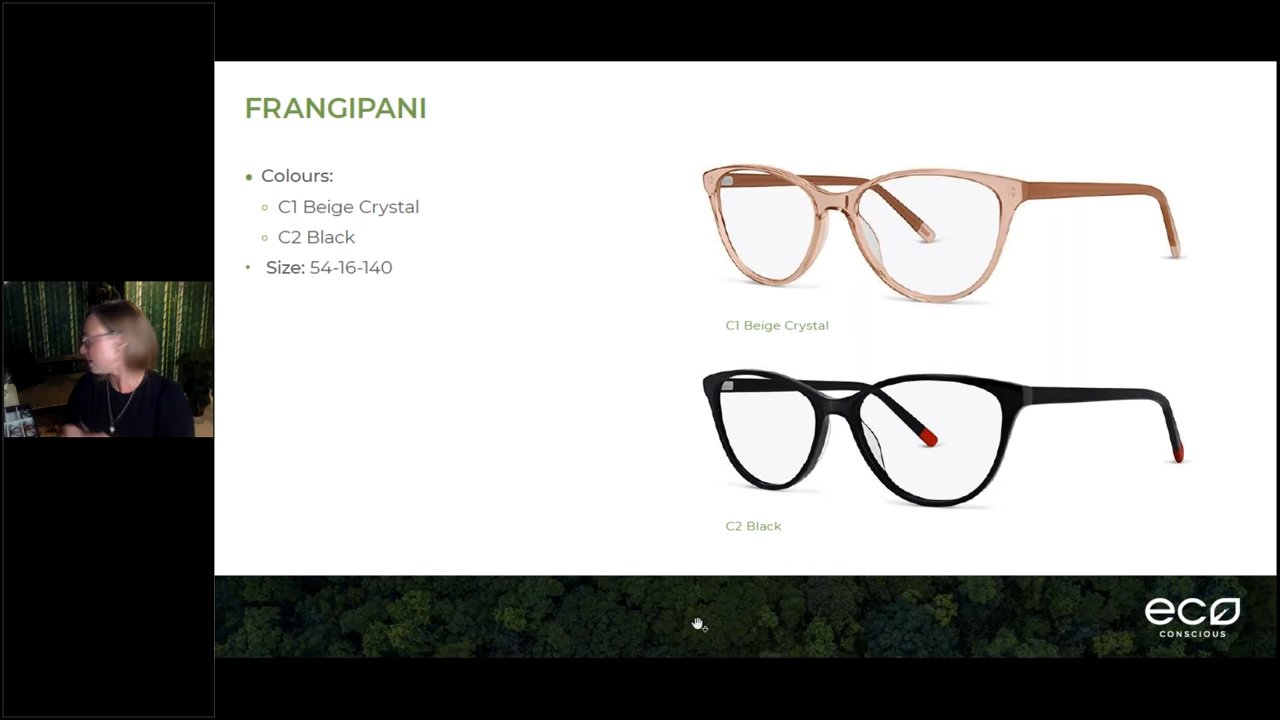 FRANGIPANI
• Colours:
○ C1 Beige Crystal
○ C2 Black
• Size: 54-16-140
C1 Beige Crystal
C2 Black
eco
CONSCIOUS